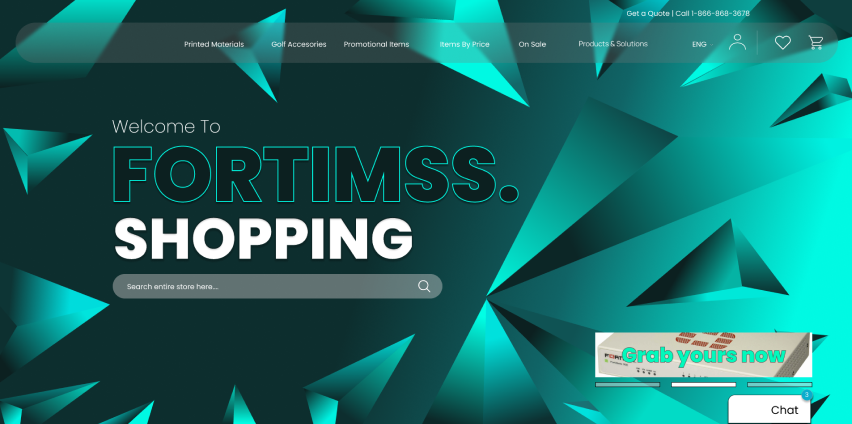 Get a Quote | Call 1-866-868-3678
Printed Materials Golf Accesories Promotional Items Items By Price On Sale Products & Solutions ENG
Welcome To
FORTIMSS.
SHOPPING
Search entire store here...
Grab yours now
3
Chat